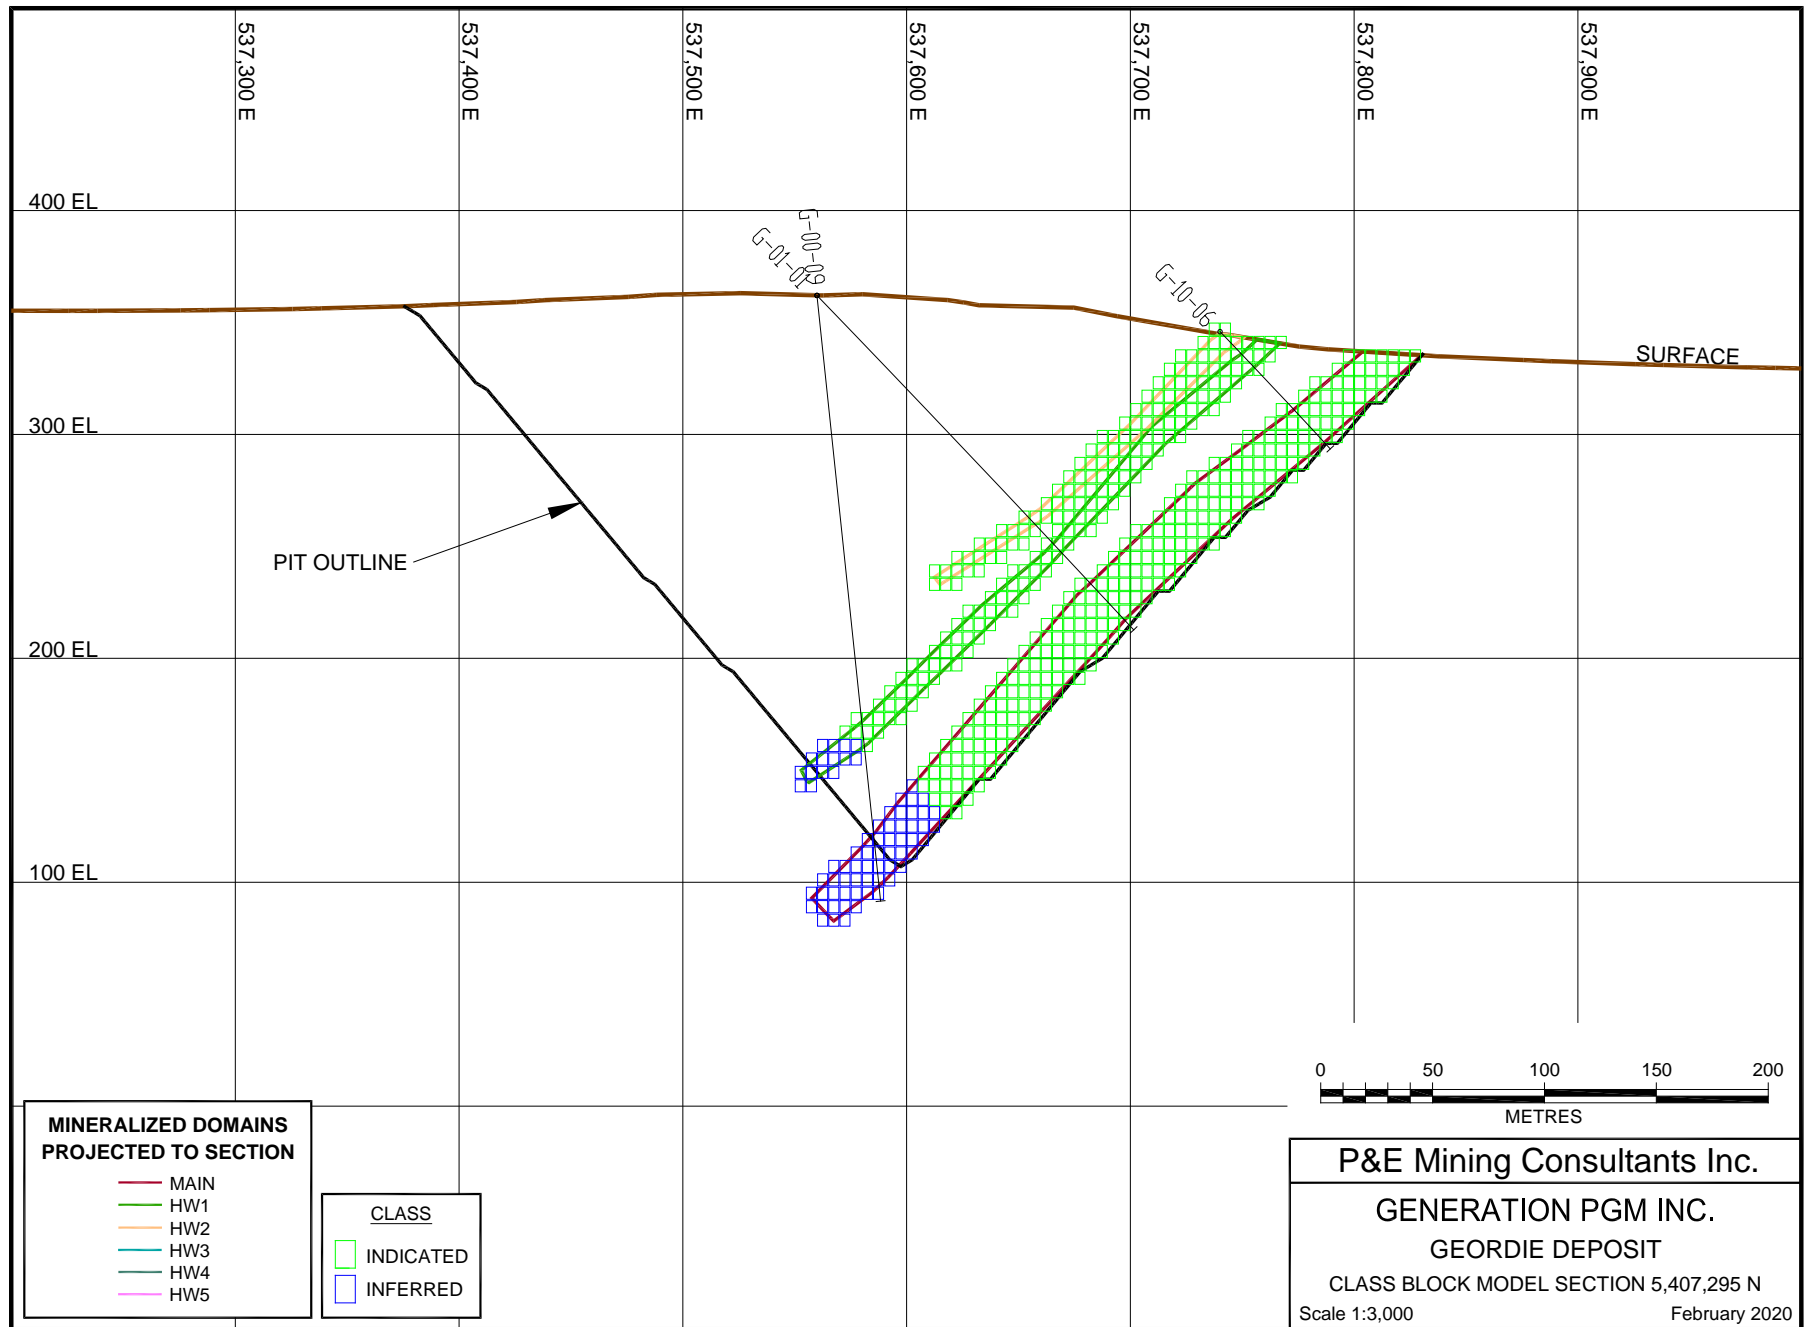 537,300 E
537,400 E
537,500 E
537,600 E
537,700 E
537,800 E
537,900 E
400 EL
G-00-09
G-01-01
G-10-06
SURFACE
300 EL
PIT OUTLINE
200 EL
100 EL
0 50 100 150 200
METRES
MINERALIZED DOMAINS
PROJECTED TO SECTION
MAIN
HW1
HW2
HW3
HW4
HW5
CLASS
INDICATED
INFERRED
P&E Mining Consultants Inc.
GENERATION PGM INC.
GEORDIE DEPOSIT
CLASS BLOCK MODEL SECTION 5,407,295 N
Scale 1:3,000 February 2020